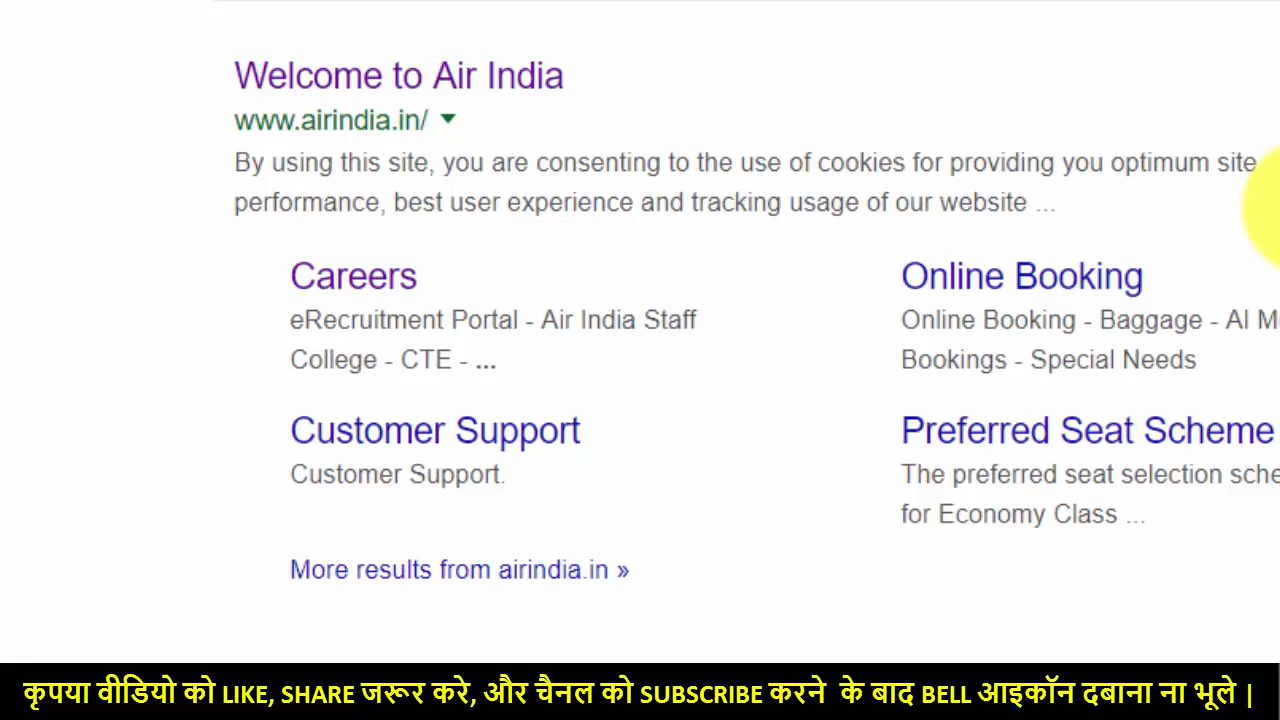 Welcome to Air India
www.airindia.in/
By using this site, you are consenting to the use of cookies for providing you optimum site
performance, best user experience and tracking usage of our website ...
Careers
eRecruitment Portal - Air India Staff
College - CTE - ...
Online Booking
Online Booking - Baggage - AI
Bookings - Special Needs
Customer Support
Customer Support.
Preferred Seat Scheme
The preferred seat selection
for Economy Class ...
More results from airindia.in »
कृपया वीडियो को LIKE, SHARE जरूर करे, और चैनल को SUBSCRIBE करने के बाद BELL आइकॉन दबाना ना भूले |